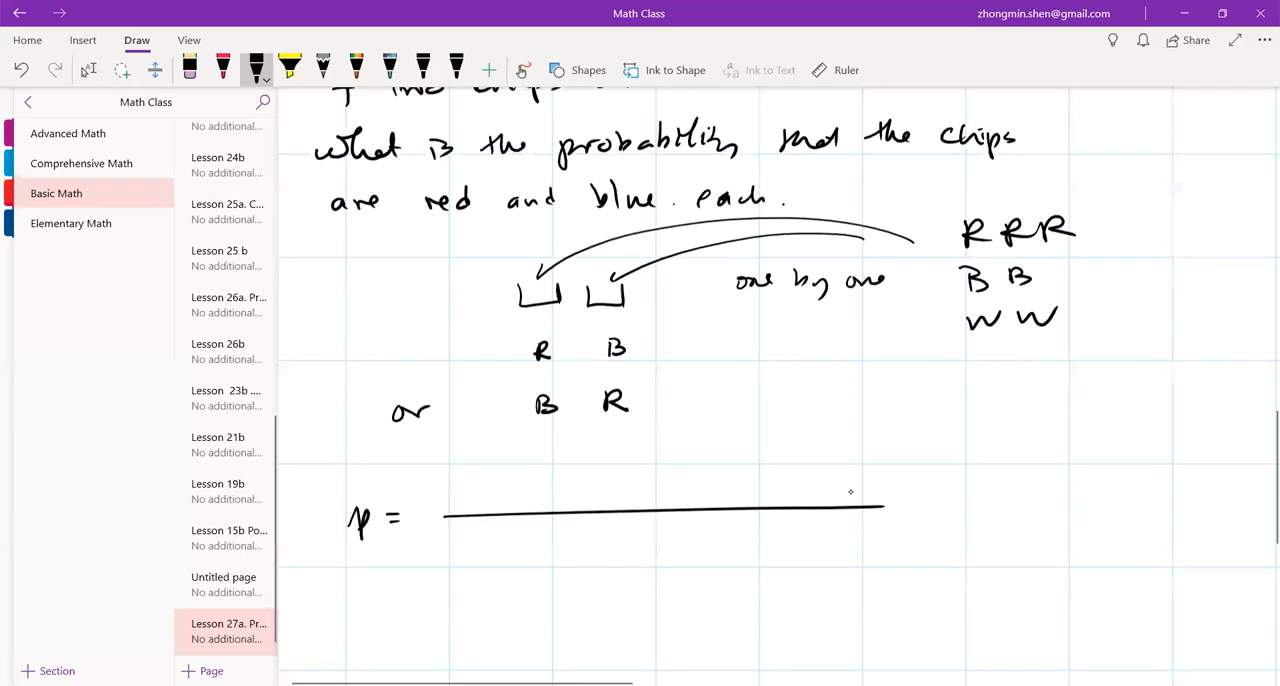 Math Class
zhongmin.shen@gmail.com
Home Insert Draw View
Share
Shapes Ink to Shape Ink to Text Ruler
Math Class
Advanced Math
Comprehensive Math
Basic Math
Elementary Math
No additional...
Lesson 24b
No additional...
Lesson 25a. C...
No additional...
Lesson 25 b
No additional...
Lesson 26a. Pr...
No additional...
Lesson 26b
No additional...
Lesson 23b ....
No additional...
Lesson 21b
No additional...
Lesson 19b
No additional...
Lesson 15b Po...
No additional...
Untitled page
No additional...
Lesson 27a. Pr...
No additional...
Section
Page
What is the probability that the chips
are red and blue. each.
R R R
one by one
B B
W W
R B
or B R
p =